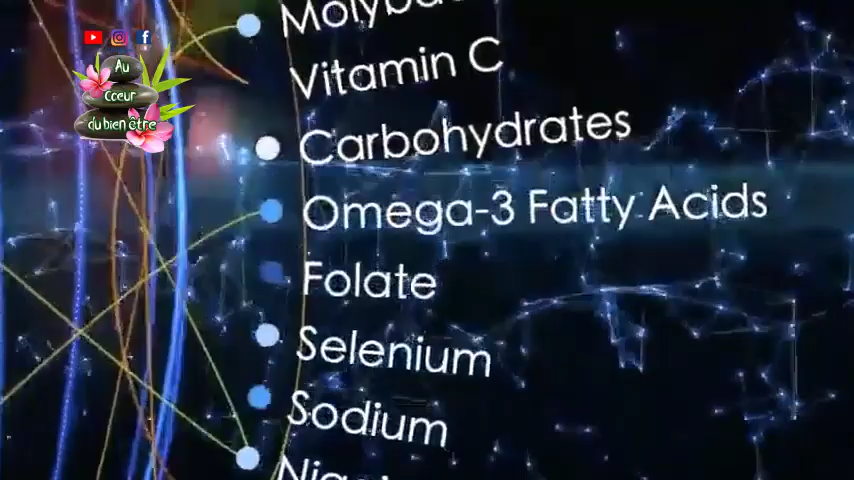 Au
Cœur
du bien être
Vitamin C
Carbohydrates
Omega-3 Fatty Acids
Folate
Selenium
Sodium